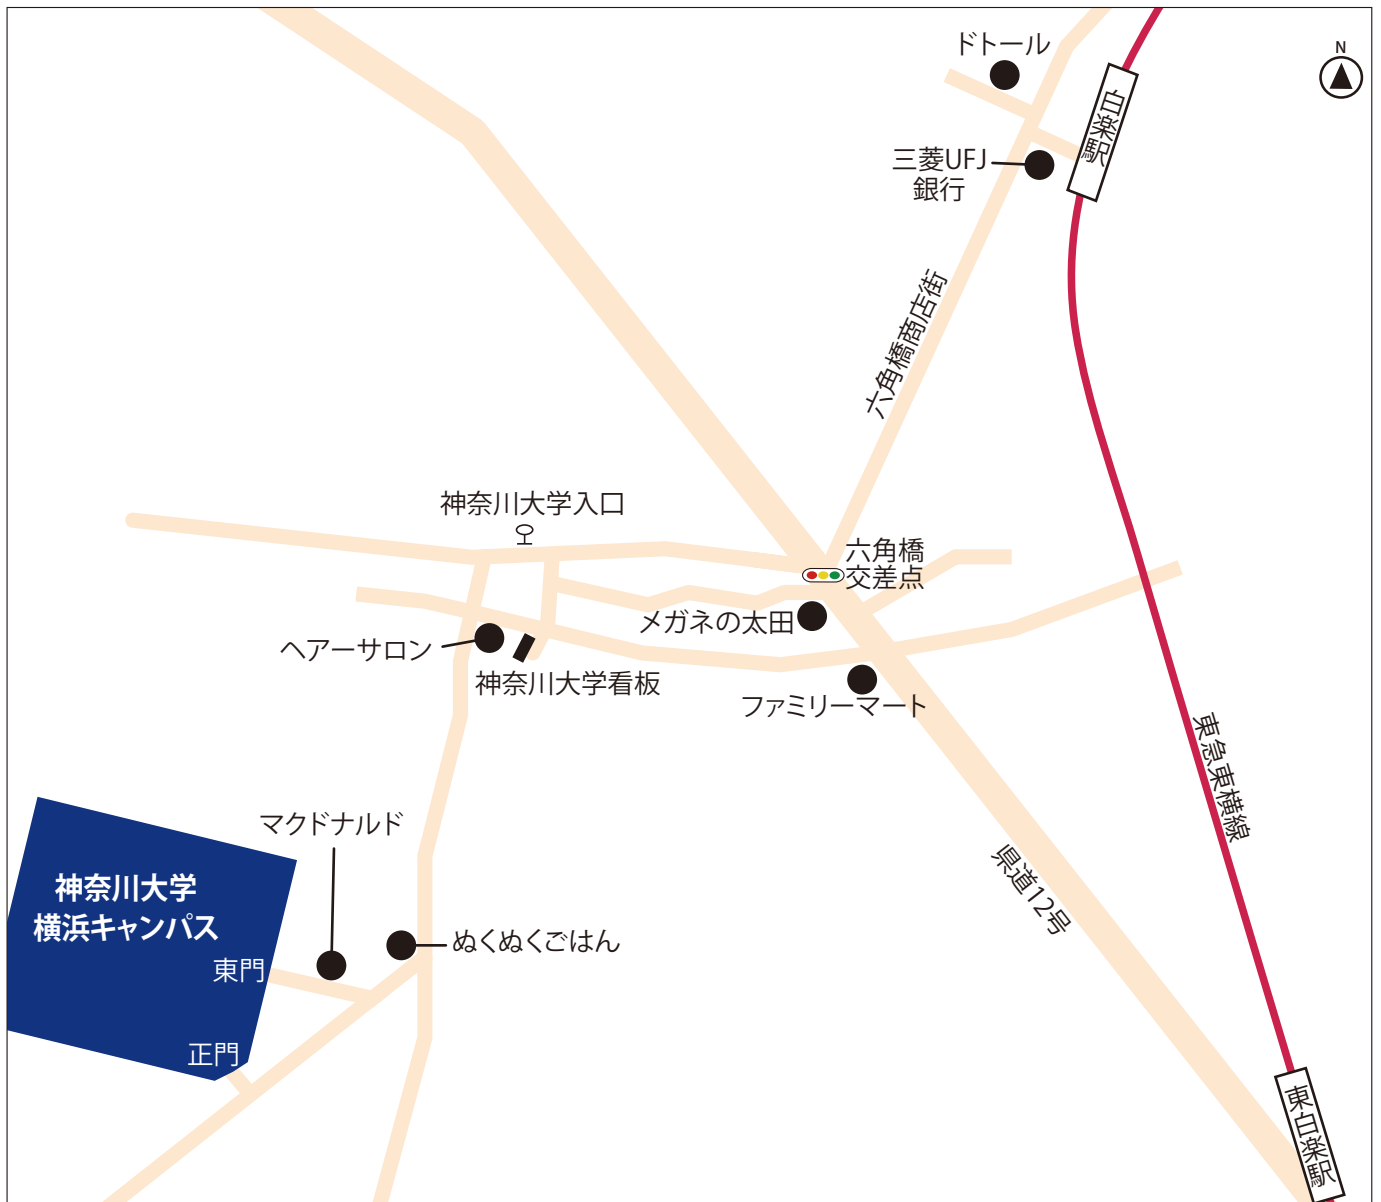 ドトール
N
白楽駅
三菱UFJ
銀行
六角橋商店街
神奈川大学入口
六角橋
交差点
メガネの太田
ヘアーサロン
神奈川大学看板
ファミリーマート
東急東横線
マクドナルド
県道12号
神奈川大学
横浜キャンパス
ぬくぬくごはん
東門
正門
東白楽駅